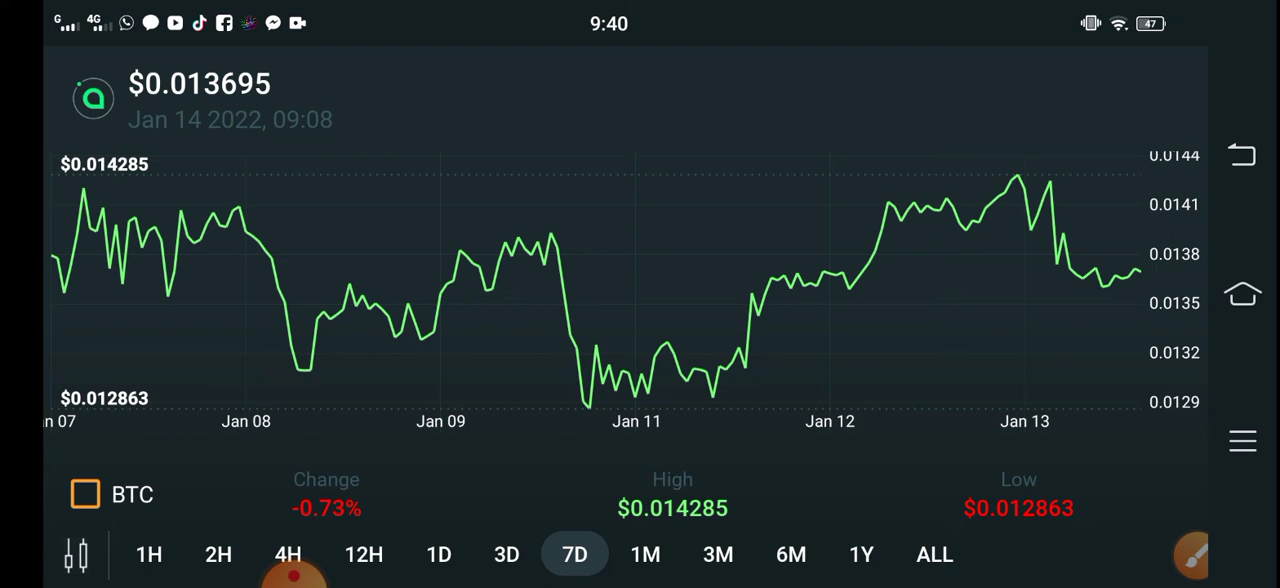 G 4G 9:40 47
$0.013695
Jan 14 2022, 09:08
$0.014285
0.0144
0.0141
0.0138
0.0135
0.0132
$0.012863
0.0129
n 07 Jan 08 Jan 09 Jan 11 Jan 12 Jan 13
Change High Low
BTC -0.73% $0.014285 $0.012863
1H 2H 4H 12H 1D 3D 7D 1M 3M 6M 1Y ALL